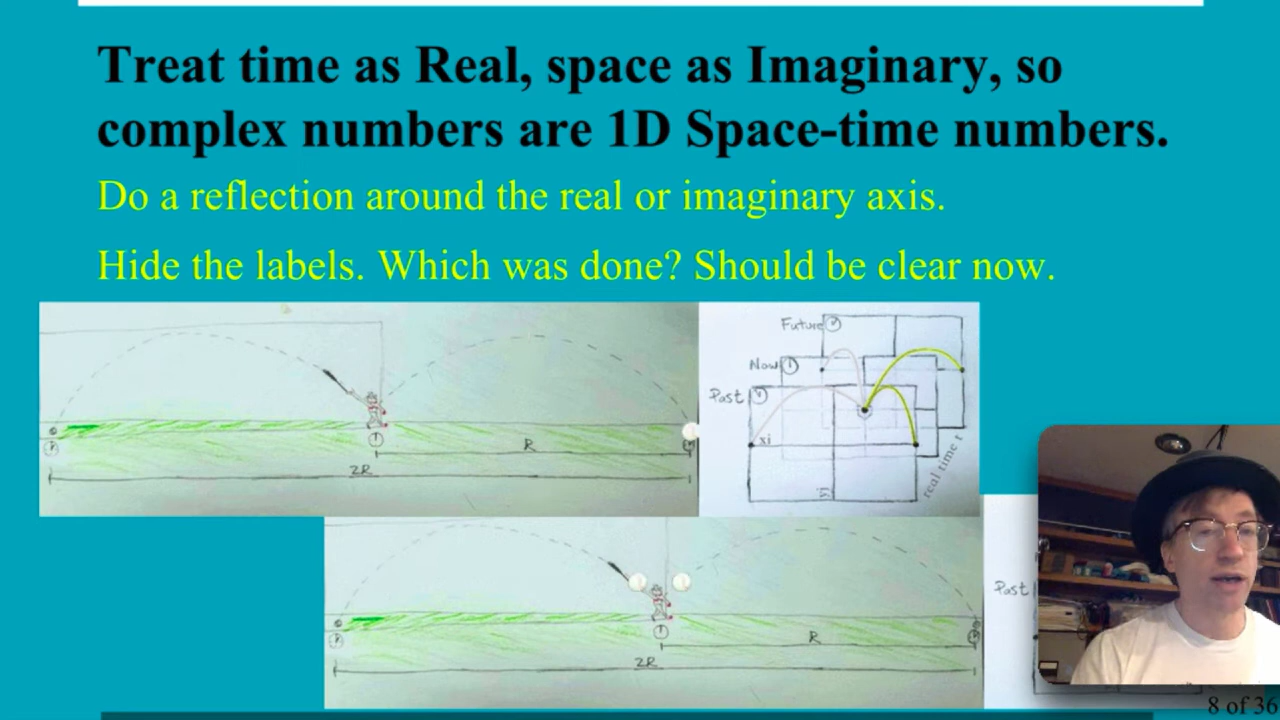 Treat time as Real, space as Imaginary, so
complex numbers are 1D Space-time numbers.
Do a reflection around the real or imaginary axis.
Hide the labels. Which was done? Should be clear now.
Future
Now
Past
xi
real time t
R
2R
Past
R
2R
8 of 36